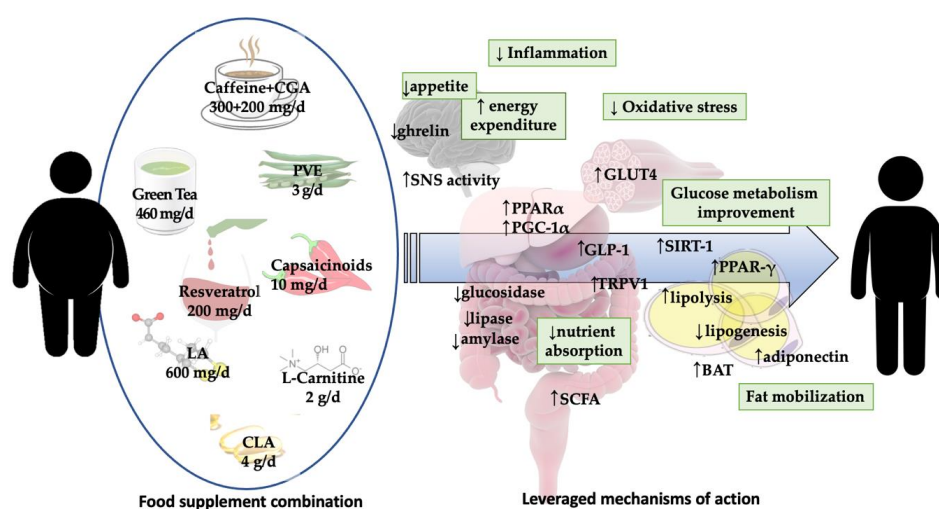 Caffeine+CGA
300+200 mg/d
Green Tea
460 mg/d
PVE
3 g/d
Resveratrol
200 mg/d
Capsaicinoids
10 mg/d
LA
600 mg/d
HO
O
N⁺
OH
O
O⁻
L-Carnitine
2 g/d
CLA
4 g/d
Food supplement combination
↓ Inflammation
↓appetite
↑ energy
expenditure
↓ghrelin
↑SNS activity
↓ Oxidative stress
↑GLUT4
Glucose metabolism
improvement
↑PPARα
↑PGC-1α
↑GLP-1
↑SIRT-1
↑PPAR-γ
↑TRPV1
↓glucosidase
↓lipase
↓amylase
↓nutrient
absorption
↑SCFA
↑lipolysis
↓lipogenesis
↑adiponectin
↑BAT
Fat mobilization
Leveraged mechanisms of action